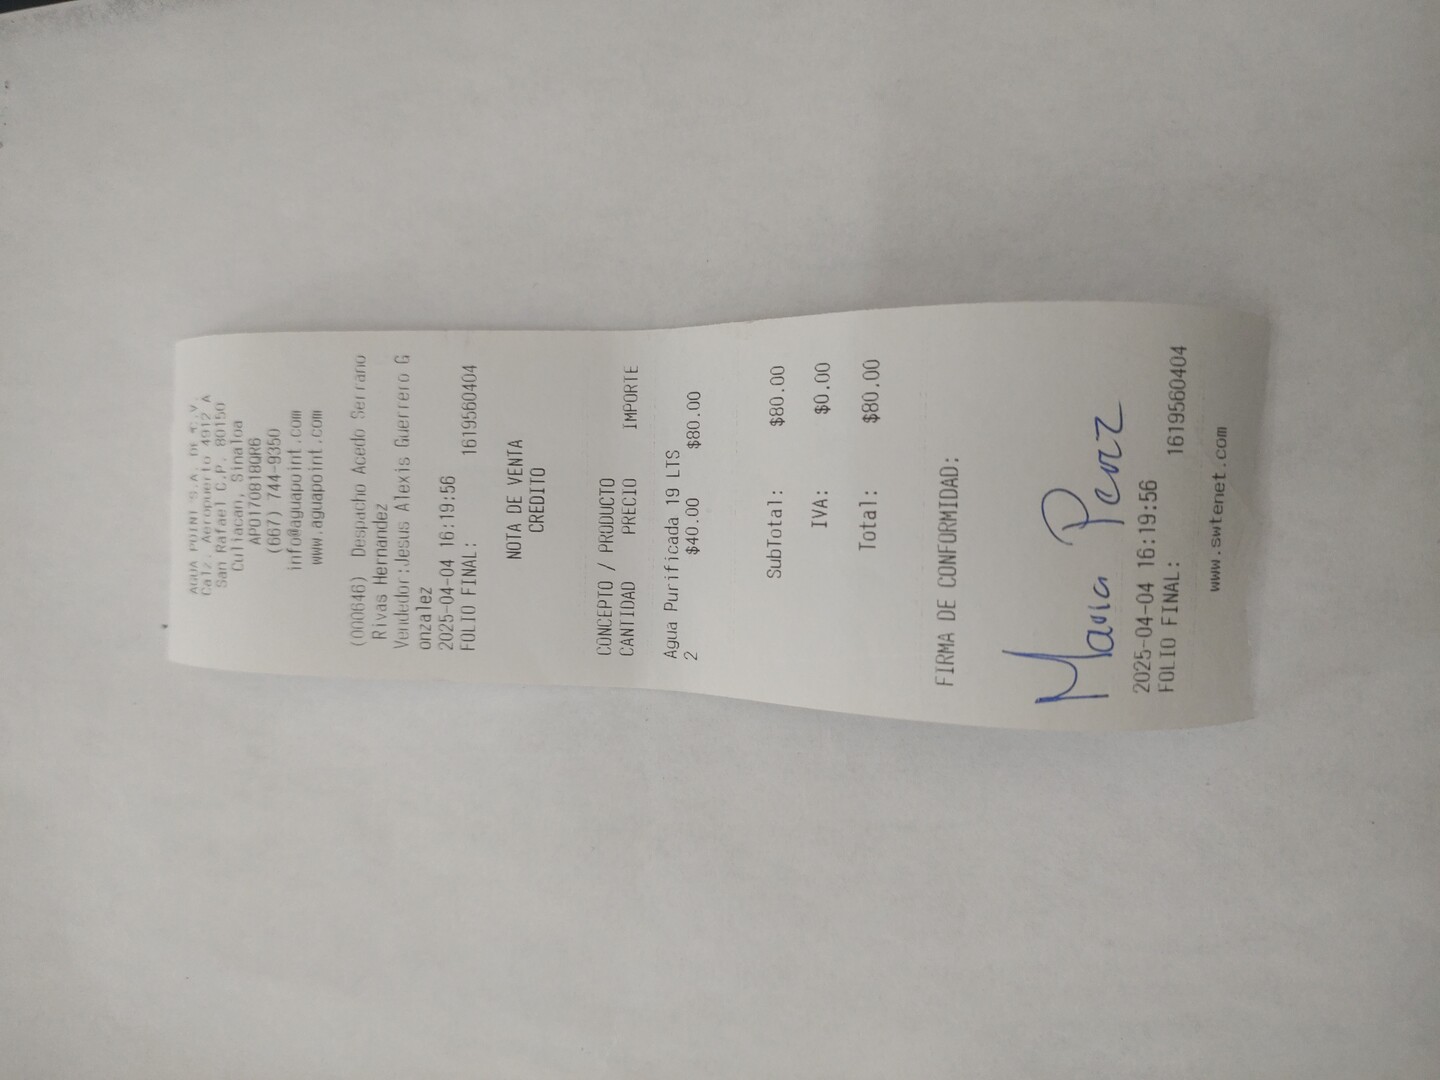 AGUA POINT S.A. DE C.V.
Calz. Aeropuerto 4912 A
San Rafael C.P. 80150
Culiacan, Sinaloa
APO170818QR6
(667) 744-9350
info@aguapoint.com
www.aguapoint.com
(000646) Despacho Acedo Serrano
Rivas Hernandez
Vendedor:Jesus Alexis Guerrero G
onzalez
2025-04-04 16:19:56
FOLIO FINAL: 1619560404
NOTA DE VENTA
CREDITO
CONCEPTO / PRODUCTO
CANTIDAD PRECIO IMPORTE
Agua Purificada 19 LTS
2 $40.00 $80.00
SubTotal: $80.00
IVA: $0.00
Total: $80.00
FIRMA DE CONFORMIDAD:
Maria Perez
2025-04-04 16:19:56
FOLIO FINAL: 1619560404
www.swtenet.com